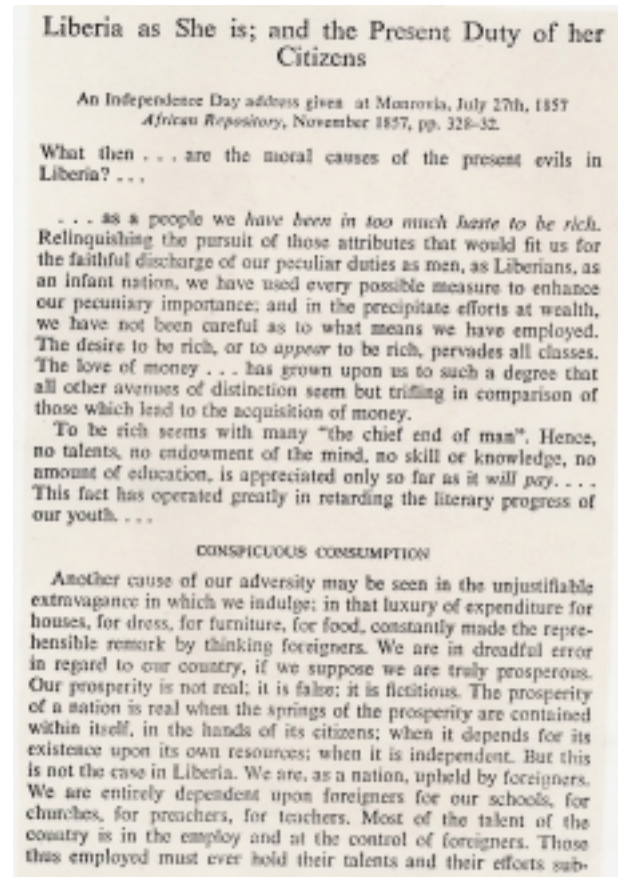 Liberia as She is; and the Present Duty of her
Citizens
An Independence Day address given at Monrovia, July 27th, 1857
African Repository, November 1857, pp. 328–32.
What then . . . are the moral causes of the present evils in
Liberia? . . .
. . . as a people we have been in too much haste to be rich.
Relinquishing the pursuit of those attributes that would fit us for
the faithful discharge of our peculiar duties as men, as Liberians, as
an infant nation, we have used every possible measure to enhance
our pecuniary importance; and in the precipitate efforts at wealth,
we have not been careful as to what means we have employed.
The desire to be rich, or to appear to be rich, pervades all classes.
The love of money . . . has grown upon us to such a degree that
all other avenues of distinction seem but trifling in comparison of
those which lead to the acquisition of money.
To be rich seems with many “the chief end of man”. Hence,
no talents, no endowment of the mind, no skill or knowledge, no
amount of education, is appreciated only so far as it will pay. . . .
This fact has operated greatly in retarding the literary progress of
our youth. . . .
CONSPICUOUS CONSUMPTION
Another cause of our adversity may be seen in the unjustifiable
extravagance in which we indulge; in that luxury of expenditure for
houses, for dress, for furniture, for food, constantly made the repre-
hensible remark by thinking foreigners. We are in dreadful error
in regard to our country, if we suppose we are truly prosperous.
Our prosperity is not real; it is false; it is fictitious. The prosperity
of a nation is real when the springs of the prosperity are contained
within itself, in the hands of its citizens; when it depends for its
existence upon its own resources; when it is independent. But this
is not the case in Liberia. We are, as a nation, upheld by foreigners.
We are entirely dependent upon foreigners for our schools, for
churches, for preachers, for teachers. Most of the talent of the
country is in the employ and at the control of foreigners. Those
thus employed must ever hold their talents and their efforts sub-